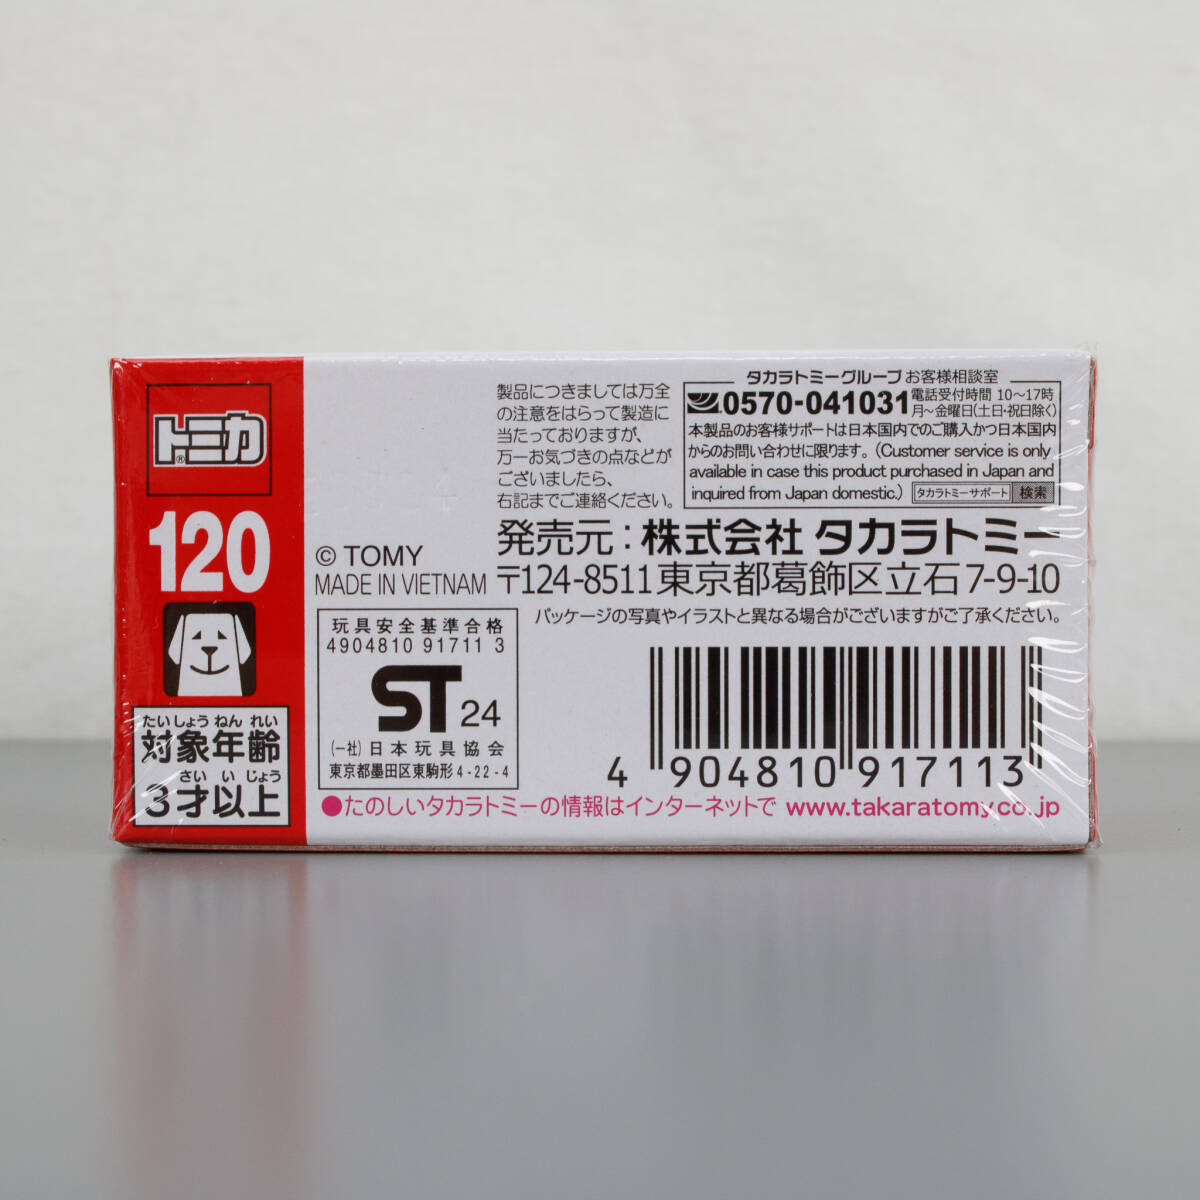 トミカ®
120
たいしょう ねん れい
対象年齢
さい い じょう
3才以上
© TOMY
MADE IN VIETNAM
玩具安全基準合格
4904810 91711 3
ST 24
(一社)日本玩具協会
東京都墨田区東駒形4-22-4
製品につきましては万全
の注意をはらって製造に
当たっておりますが、
万一お気づきの点などが
ございましたら、
右記までご連絡ください。
タカラトミーグループ お客様相談室
0570-041031
電話受付時間 10〜17時
月〜金曜日(土日・祝日除く)
本製品のお客様サポートは日本国内でのご購入かつ日本国内
からのお問い合わせに限ります。(Customer service is only
available in case this product purchased in Japan and
inquired from Japan domestic.) タカラトミーサポート 検索
発売元：株式会社 タカラトミー
〒124-8511東京都葛飾区立石7-9-10
パッケージの写真やイラストと異なる場合がございますがご了承ください。
4 904810 917113
●たのしいタカラトミーの情報はインターネットで www.takaratomy.co.jp